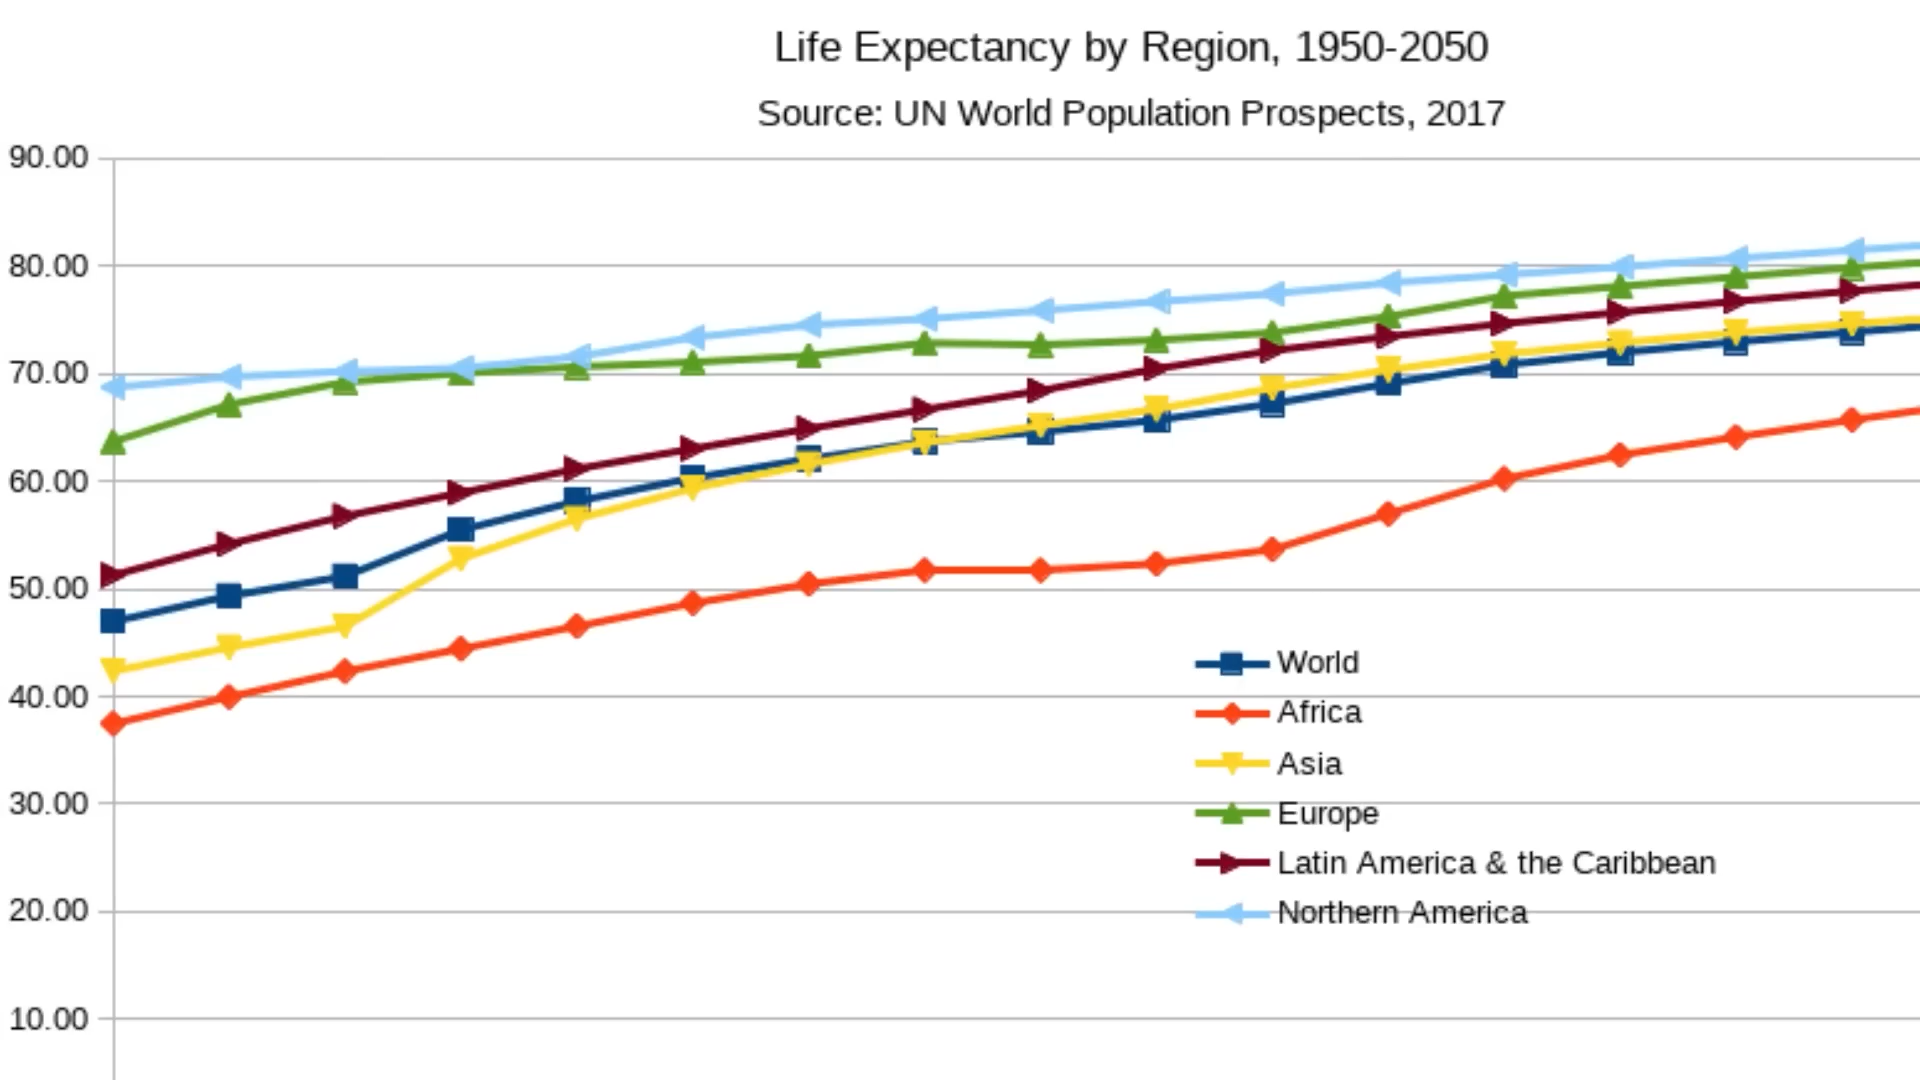 Life Expectancy by Region, 1950-2050
Source: UN World Population Prospects, 2017
90.00
80.00
70.00
60.00
50.00
40.00
30.00
20.00
10.00
World
Africa
Asia
Europe
Latin America & the Caribbean
Northern America